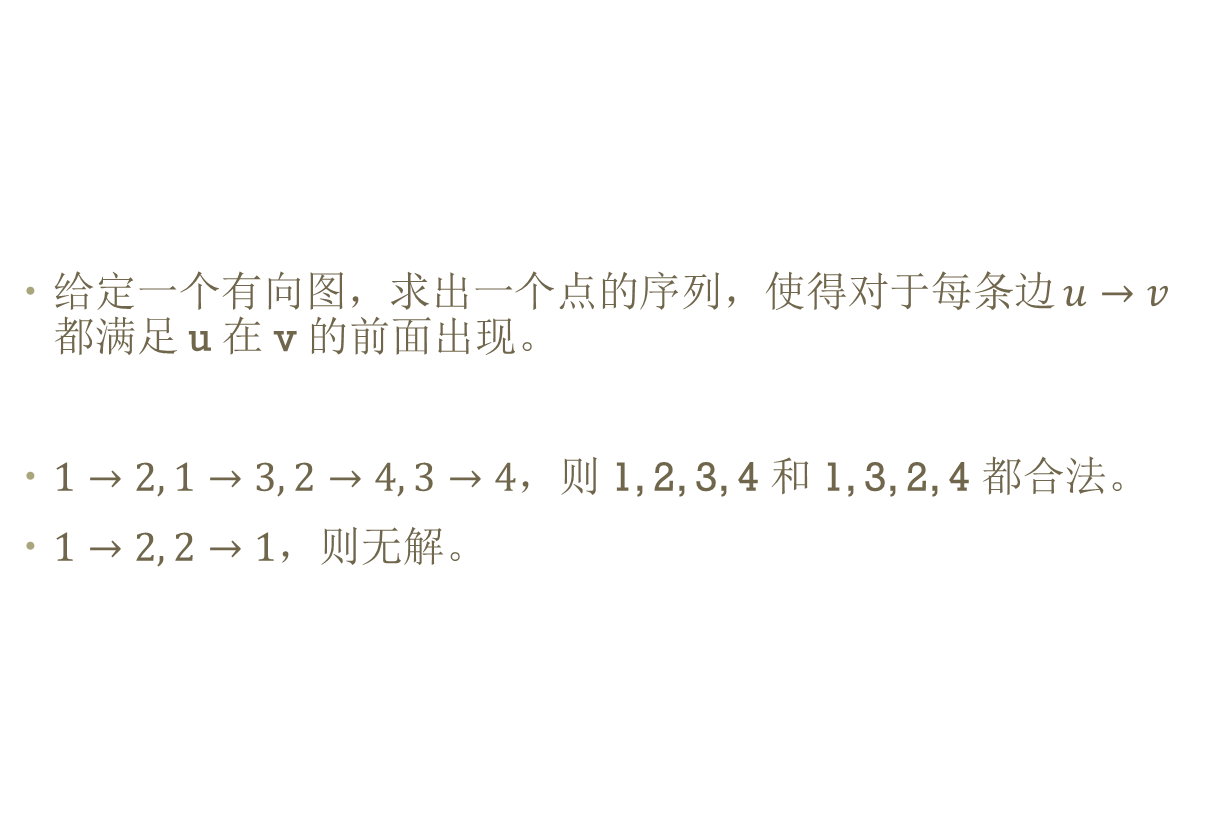 • 给定一个有向图，求出一个点的序列，使得对于每条边 u → v
都满足 u 在 v 的前面出现。
• 1 → 2, 1 → 3, 2 → 4, 3 → 4，则 1, 2, 3, 4 和 1, 3, 2, 4 都合法。
• 1 → 2, 2 → 1，则无解。